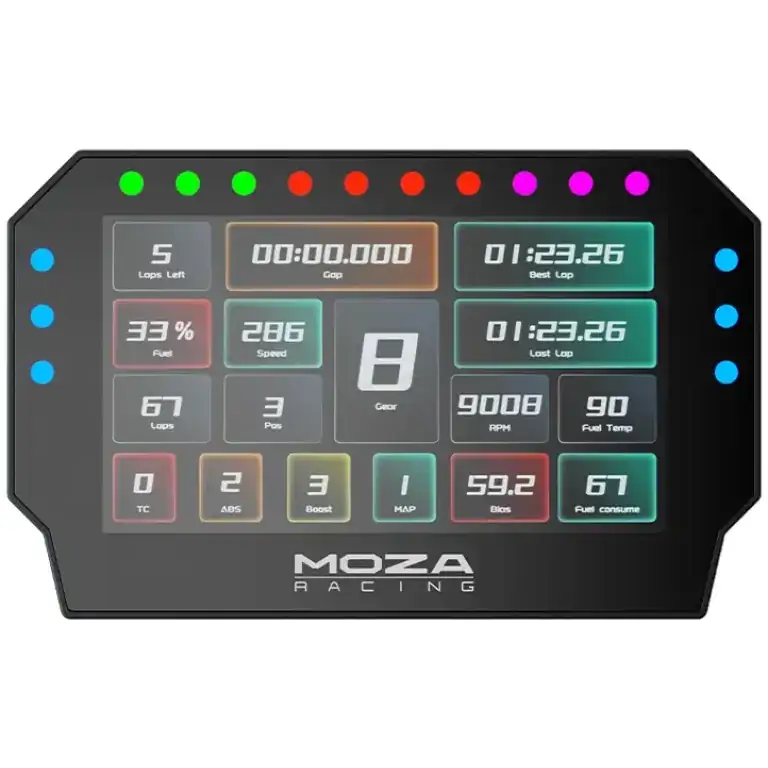 5
Laps Left
00:00.000
Gap
01:23.26
Best Lap
33 %
Fuel
286
Speed
8
Gear
01:23.26
Last Lap
67
Laps
3
Pos
9008
RPM
90
Fuel Temp
0
TC
2
ABS
3
Boost
1
MAP
59.2
Bias
67
Fuel consume
MOZA
RACING